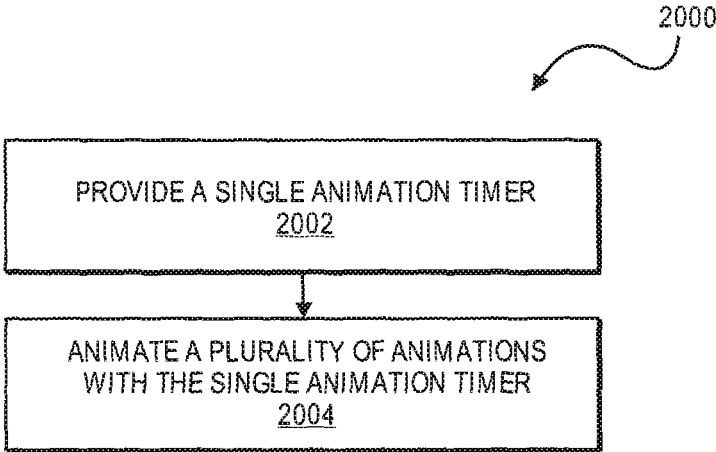 2000
PROVIDE A SINGLE ANIMATION TIMER
2002
ANIMATE A PLURALITY OF ANIMATIONS
WITH THE SINGLE ANIMATION TIMER
2004